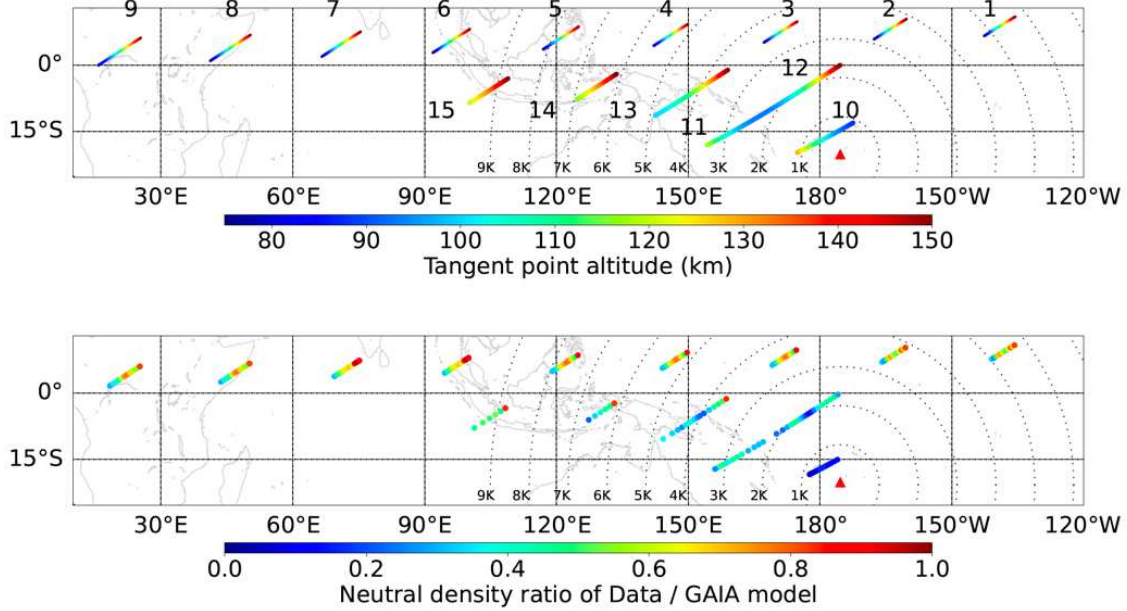 9 8 7 6 5 4 3 2 1
0°
12
15 14 13 11 10
15°S
9K 8K 7K 6K 5K 4K 3K 2K 1K
30°E 60°E 90°E 120°E 150°E 180° 150°W 120°W
80 90 100 110 120 130 140 150
Tangent point altitude (km)
0°
15°S
9K 8K 7K 6K 5K 4K 3K 2K 1K
30°E 60°E 90°E 120°E 150°E 180° 150°W 120°W
0.0 0.2 0.4 0.6 0.8 1.0
Neutral density ratio of Data / GAIA model